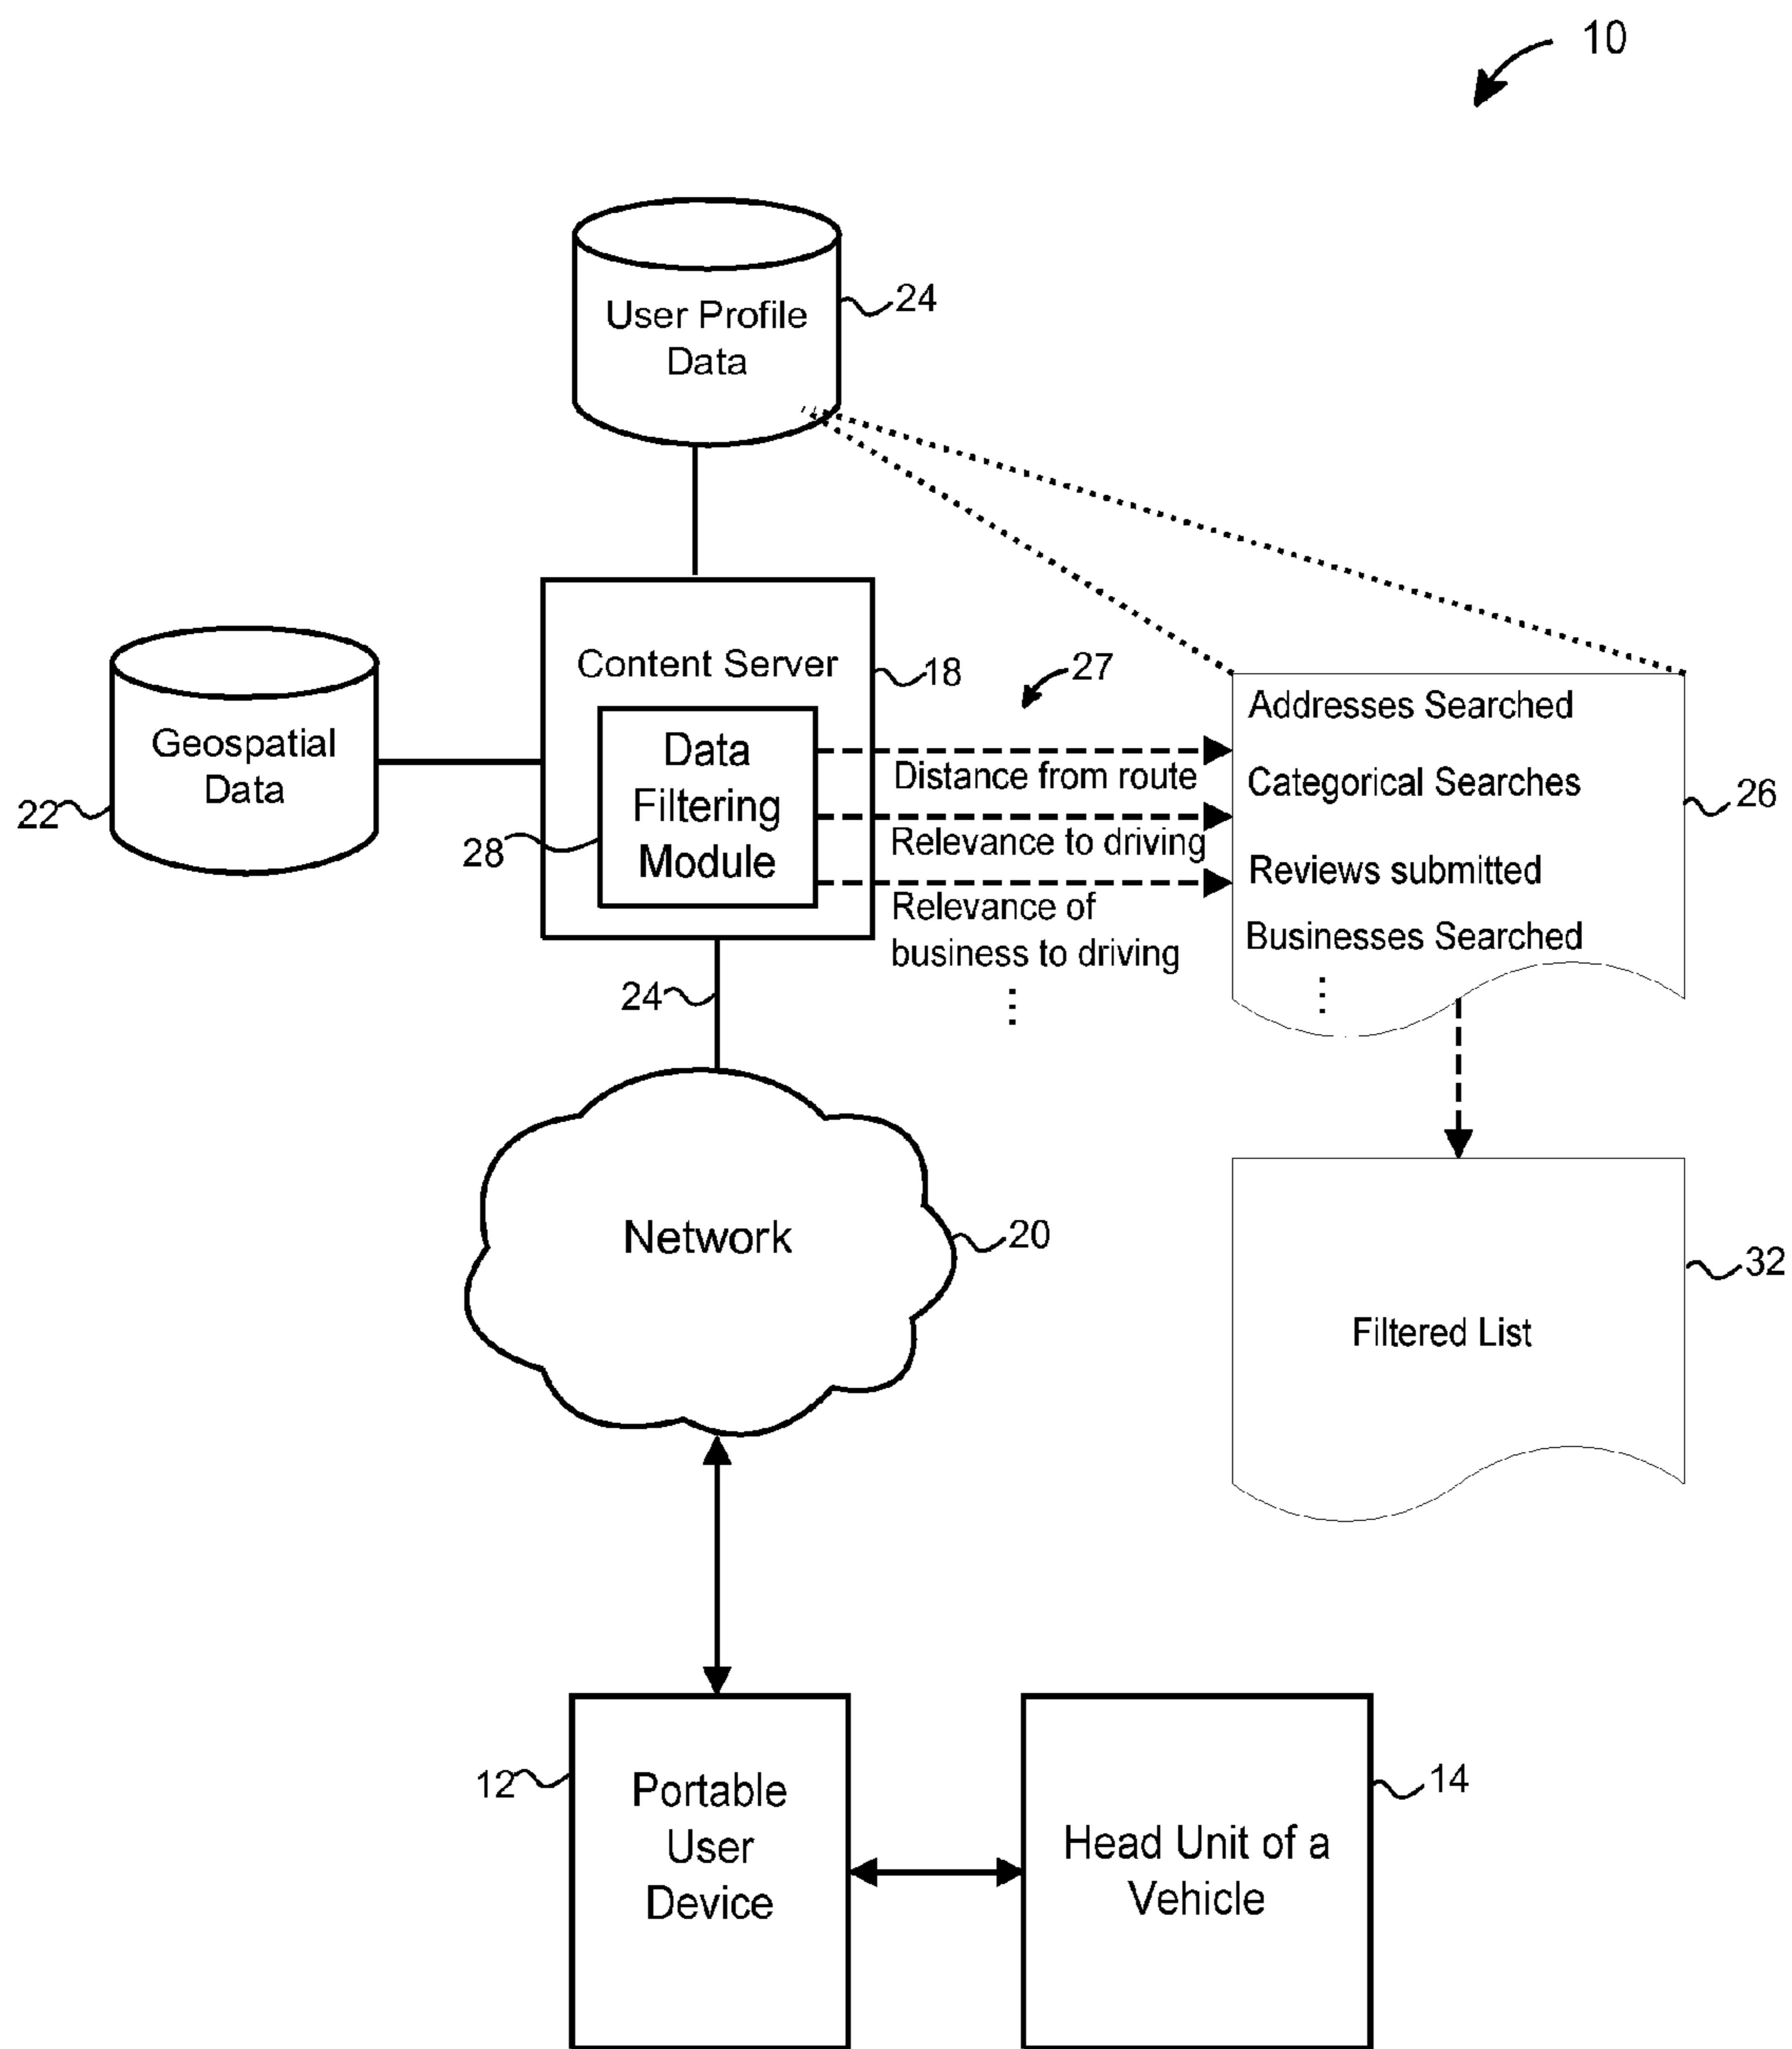 10
User Profile
Data
24
Content Server
18
27
Geospatial
Data
22
Data
Filtering
Module
28
Distance from route
Relevance to driving
Relevance of
business to driving
⋮
Addresses Searched
Categorical Searches
Reviews submitted
Businesses Searched
⋮
26
24
Network
20
Filtered List
32
12
Portable
User
Device
Head Unit of a
Vehicle
14